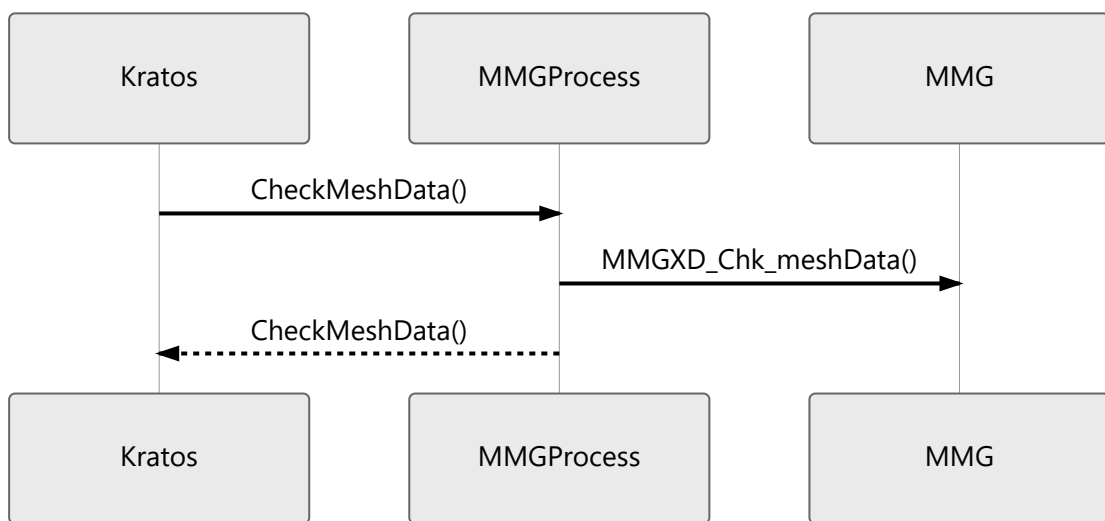 Kratos
MMGProcess
MMG
CheckMeshData()
MMGXD_Chk_meshData()
CheckMeshData()
Kratos
MMGProcess
MMG